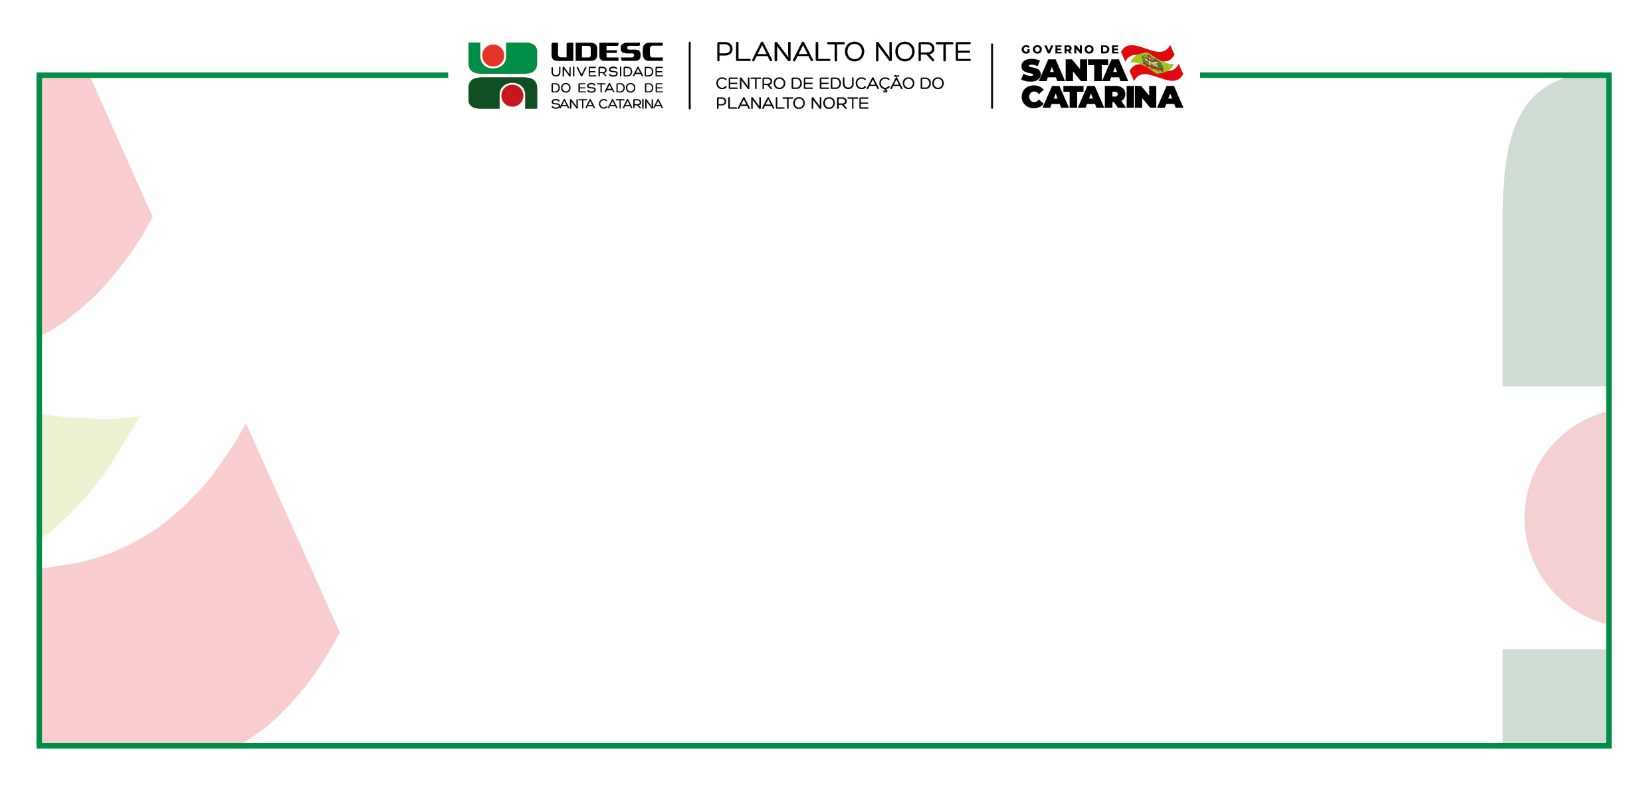 UDESC
UNIVERSIDADE
DO ESTADO DE
SANTA CATARINA
PLANALTO NORTE
CENTRO DE EDUCAÇÃO DO
PLANALTO NORTE
GOVERNO DE
SANTA
CATARINA